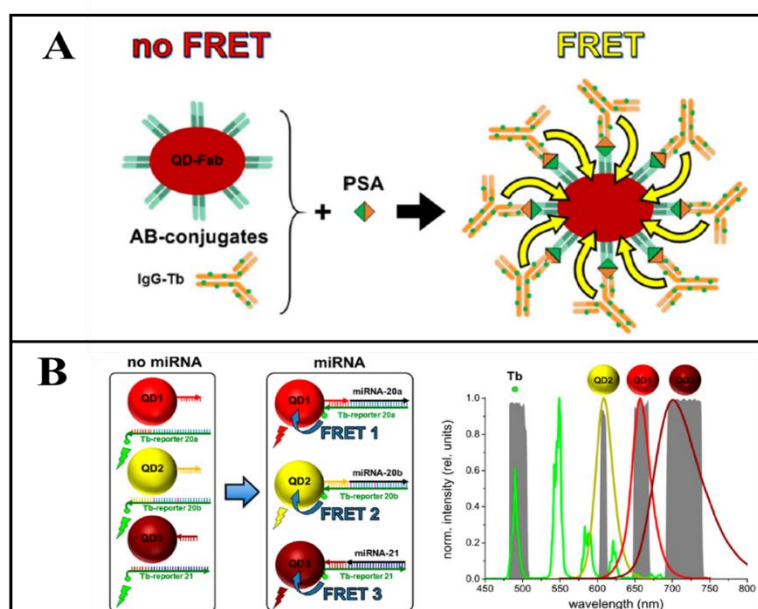 A
no FRET
FRET
QD-Fab
AB-conjugates
IgG-Tb
+
PSA
B
no miRNA
QD1
Tb-reporter 20a
QD2
Tb-reporter 20b
QD3
Tb-reporter 21
miRNA
QD1
miRNA-20a
Tb-reporter 20a
FRET 1
QD2
miRNA-20b
Tb-reporter 20b
FRET 2
QD3
miRNA-21
Tb-reporter 21
FRET 3
Tb
QD2
QD1
QD3
norm. intensity (rel. units)
1.0
0.8
0.6
0.4
0.2
0.0
450 500 550 600 650 700 750 800
wavelength (nm)